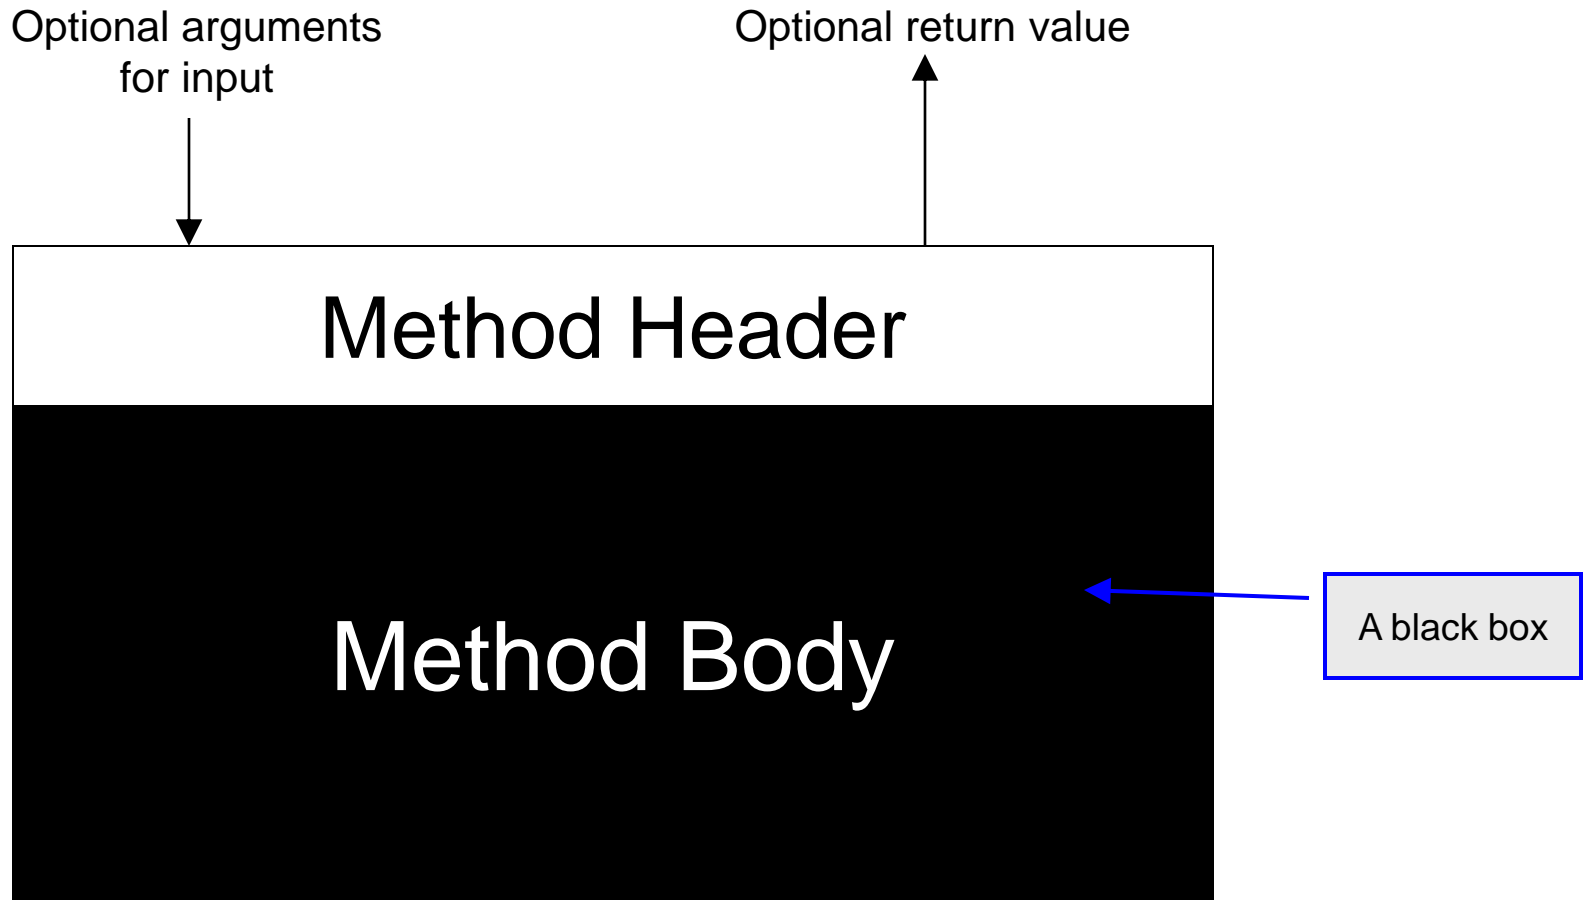 Optional arguments
for input
Optional return value
Method Header
Method Body
A black box